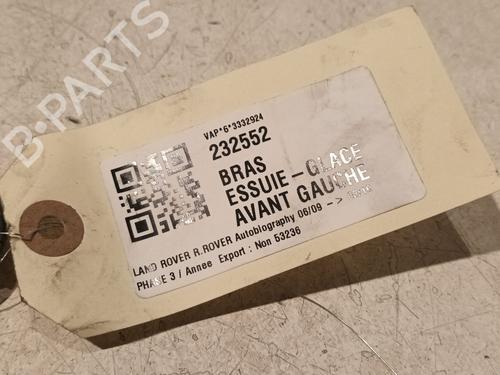 B-PARTS
VAP*6*3332924
232552
BRAS
ESSUIE-GLACE
AVANT GAUCHE
LAND ROVER R.ROVER Autobiography 06/09 ->
PHASE 3 / Annee Export : Non 53236